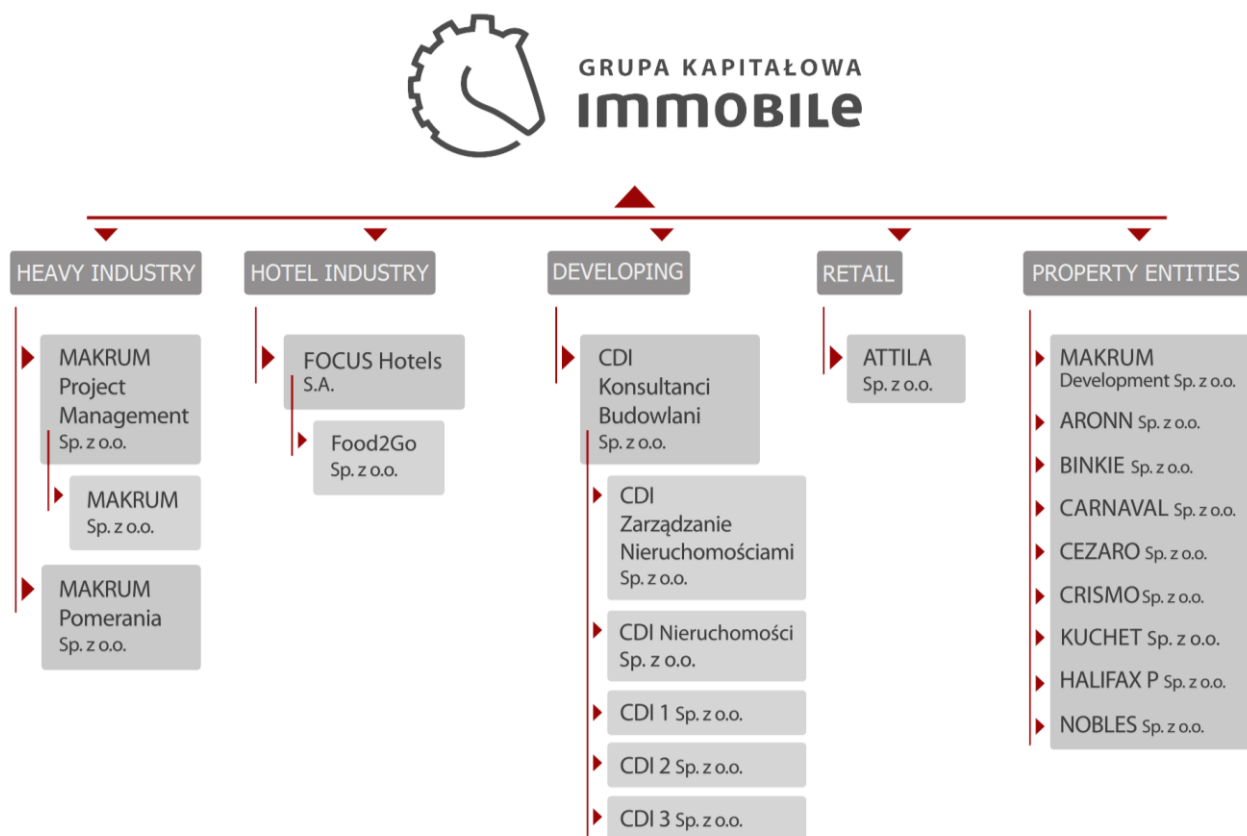 GRUPA KAPITAŁOWA
IMMOBILE
HEAVY INDUSTRY
MAKRUM
Project
Management
Sp. z o.o.
MAKRUM
Sp. z o.o.
MAKRUM
Pomerania
Sp. z o.o.
HOTEL INDUSTRY
FOCUS Hotels
S.A.
Food2Go
Sp. z o.o.
DEVELOPING
CDI
Konsultanci
Budowlani
Sp. z o.o.
CDI
Zarządzanie
Nieruchomościami
Sp. z o.o.
CDI Nieruchomości
Sp. z o.o.
CDI 1 Sp. z o.o.
CDI 2 Sp. z o.o.
CDI 3 Sp. z o.o.
RETAIL
ATTILA
Sp. z o.o.
PROPERTY ENTITIES
MAKRUM
Development Sp. z o.o.
ARONN Sp. z o.o.
BINKIE Sp. z o.o.
CARNAVAL Sp. z o.o.
CEZARO Sp. z o.o.
CRISMO Sp. z o.o.
KUCHET Sp. z o.o.
HALIFAX P Sp. z o.o.
NOBLES Sp. z o.o.